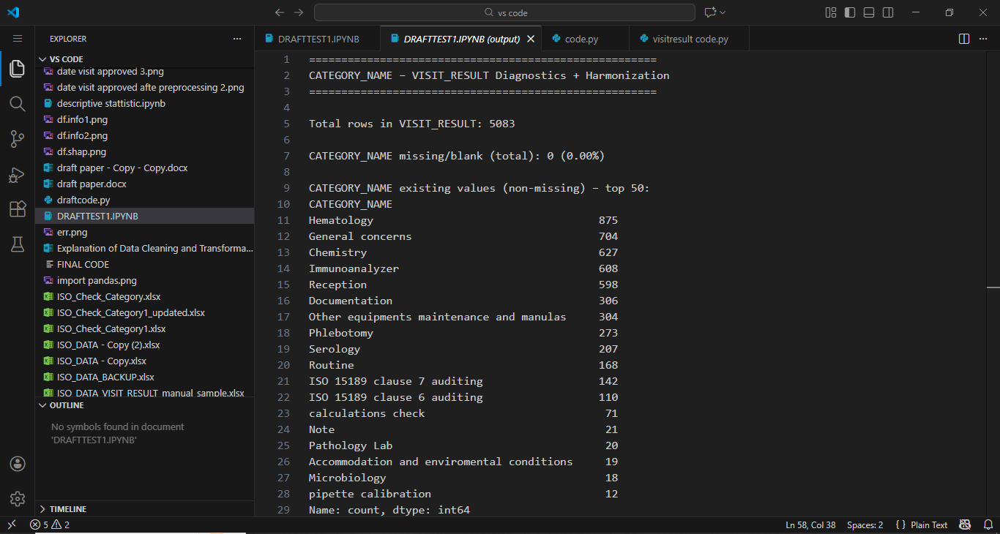 vs code
EXPLORER
DRAFTTEST1.IPYNB
DRAFTTEST1.IPYNB (output)
code.py
visitresult code.py
VS CODE
date visit approved 3.png
date visit approved afte preprocessing 2.png
descriptive stattistic.ipynb
df.info1.png
df.info2.png
df.shap.png
draft paper - Copy - Copy.docx
draft paper.docx
draftcode.py
DRAFTTEST1.IPYNB
err.png
Explanation of Data Cleaning and Transforma...
FINAL CODE
import pandas.png
ISO_Check_Category.xlsx
ISO_Check_Category1_updated.xlsx
ISO_Check_Category1.xlsx
ISO_DATA - Copy (2).xlsx
ISO_DATA - Copy.xlsx
ISO_DATA_BACKUP.xlsx
ISO_DATA_VISIT_RESULT_manual_sample.xlsx
OUTLINE
No symbols found in document
'DRAFTTEST1.IPYNB'
TIMELINE
1 ======================================================
2 CATEGORY_NAME – VISIT_RESULT Diagnostics + Harmonization
3 ======================================================
4
5 Total rows in VISIT_RESULT: 5083
6
7 CATEGORY_NAME missing/blank (total): 0 (0.00%)
8
9 CATEGORY_NAME existing values (non-missing) – top 50:
10 CATEGORY_NAME
11 Hematology 875
12 General concerns 704
13 Chemistry 627
14 Immunoanalyzer 608
15 Reception 598
16 Documentation 306
17 Other equipments maintenance and manulas 304
18 Phlebotomy 273
19 Serology 207
20 Routine 168
21 ISO 15189 clause 7 auditing 142
22 ISO 15189 clause 6 auditing 110
23 calculations check 71
24 Note 21
25 Pathology Lab 20
26 Accommodation and enviromental conditions 19
27 Microbiology 18
28 pipette calibration 12
29 Name: count, dtype: int64
5 2
Ln 58, Col 38
Spaces: 2
{ } Plain Text